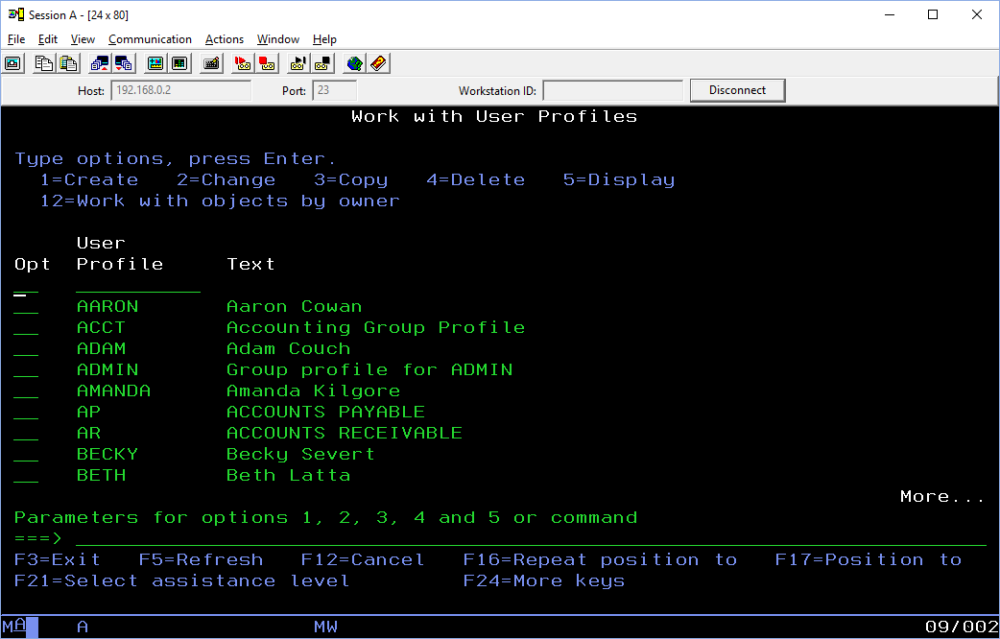 Session A - [24 x 80]
File Edit View Communication Actions Window Help
Host: 192.168.0.2 Port: 23 Workstation ID: Disconnect
Work with User Profiles
Type options, press Enter.
1=Create 2=Change 3=Copy 4=Delete 5=Display
12=Work with objects by owner
User
Opt Profile Text
AARON Aaron Cowan
ACCT Accounting Group Profile
ADAM Adam Couch
ADMIN Group profile for ADMIN
AMANDA Amanda Kilgore
AP ACCOUNTS PAYABLE
AR ACCOUNTS RECEIVABLE
BECKY Becky Severt
BETH Beth Latta
More...
Parameters for options 1, 2, 3, 4 and 5 or command
===>
F3=Exit F5=Refresh F12=Cancel F16=Repeat position to F17=Position to
F21=Select assistance level F24=More keys
MA A MW 09/002